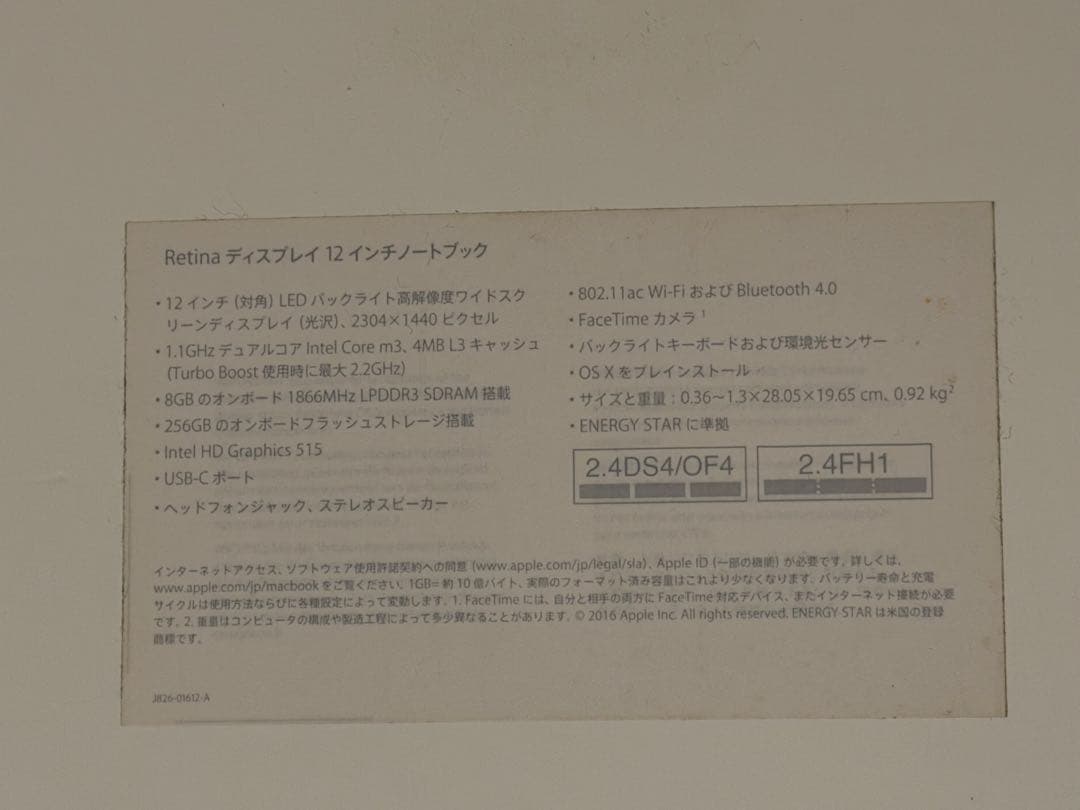 Retina ディスプレイ 12 インチノートブック
・12 インチ（対角）LED バックライト高解像度ワイドスク
リーンディスプレイ（光沢）、2304×1440 ピクセル
・1.1GHz デュアルコア Intel Core m3、4MB L3 キャッシュ
(Turbo Boost 使用時に最大 2.2GHz)
・8GB のオンボード 1866MHz LPDDR3 SDRAM 搭載
・256GB のオンボードフラッシュストレージ搭載
・Intel HD Graphics 515
・USB-C ポート
・ヘッドフォンジャック、ステレオスピーカー
・802.11ac Wi-Fi および Bluetooth 4.0
・FaceTime カメラ¹
・バックライトキーボードおよび環境光センサー
・OS X をプレインストール
・サイズと重量：0.36〜1.3×28.05×19.65 cm、0.92 kg²
・ENERGY STAR に準拠
2.4DS4/OF4
2.4FH1
インターネットアクセス、ソフトウェア使用許諾契約への同意 (www.apple.com/jp/legal/sla)、Apple ID（一部の機能）が必要です。詳しくは、
www.apple.com/jp/macbook をご覧ください。1GB＝約 10 億バイト、実際のフォーマット済み容量はこれより少なくなります。バッテリー寿命と充電
サイクルは使用方法ならびに各種設定によって変動します。1. FaceTime には、自分と相手の両方に FaceTime 対応デバイス、またインターネット接続が必要
です。2. 重量はコンピュータの構成や製造工程によって多少異なることがあります。© 2016 Apple Inc. All rights reserved. ENERGY STAR は米国の登録
商標です。
J826-01612-A